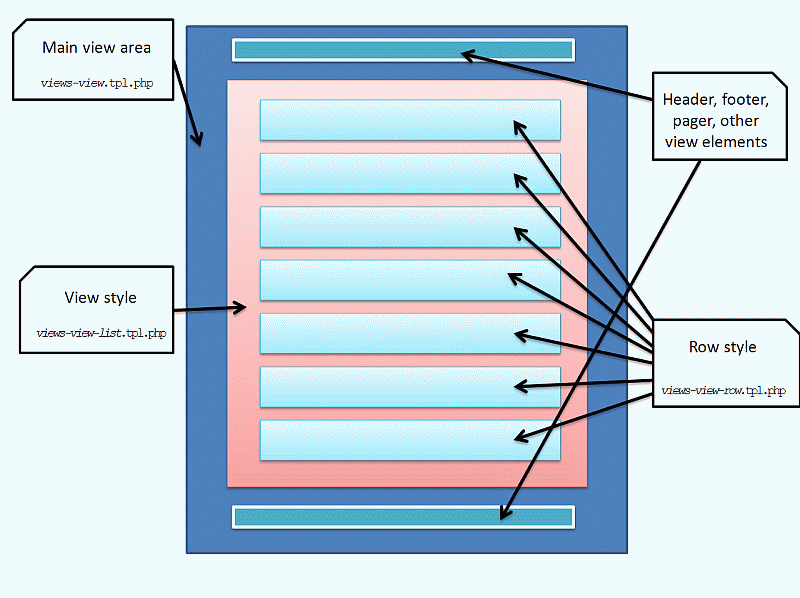 Main view area
views-view.tpl.php
Header, footer,
pager, other
view elements
View style
views-view-list.tpl.php
Row style
views-view-row.tpl.php